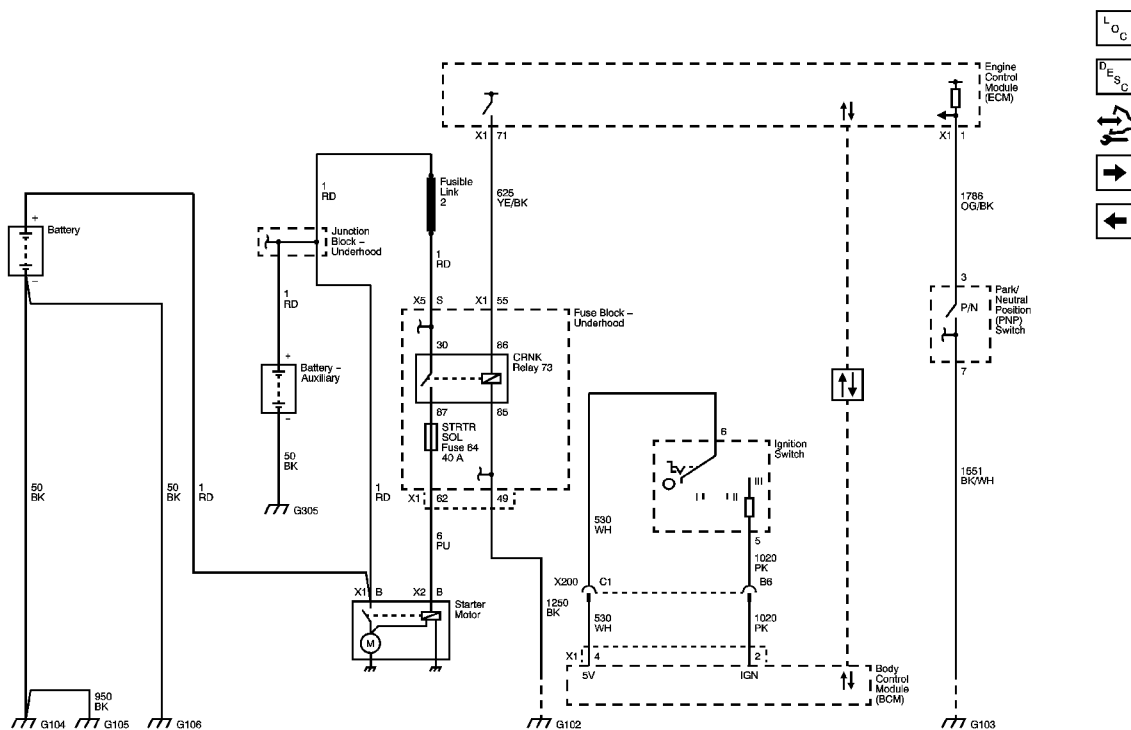 L O C
D E S C
Engine
Control
Module
(ECM)
X1 71
X1 1
1
RD
Fusible
Link
2
625
YE/BK
1786
OG/BK
+
Battery
–
Junction
Block –
Underhood
1
RD
1
RD
X5 S
X1 55
Fuse Block –
Underhood
3
P/N
Park/
Neutral
Position
(PNP)
Switch
7
30
86
CRNK
Relay 73
+
Battery –
Auxiliary
–
87
85
STRTR
SOL
Fuse 64
40 A
6
Ignition
Switch
I
II
III
5
50
BK
50
BK
1
RD
50
BK
G305
1
RD
X1 62
49
1551
BK/WH
530
WH
1020
PK
6
PU
X200 C1
B6
X1 B
X2 B
Starter
Motor
M
1250
BK
530
WH
1020
PK
X1 4
2
5V
IGN
Body
Control
Module
(BCM)
950
BK
G104
G105
G106
G102
G103